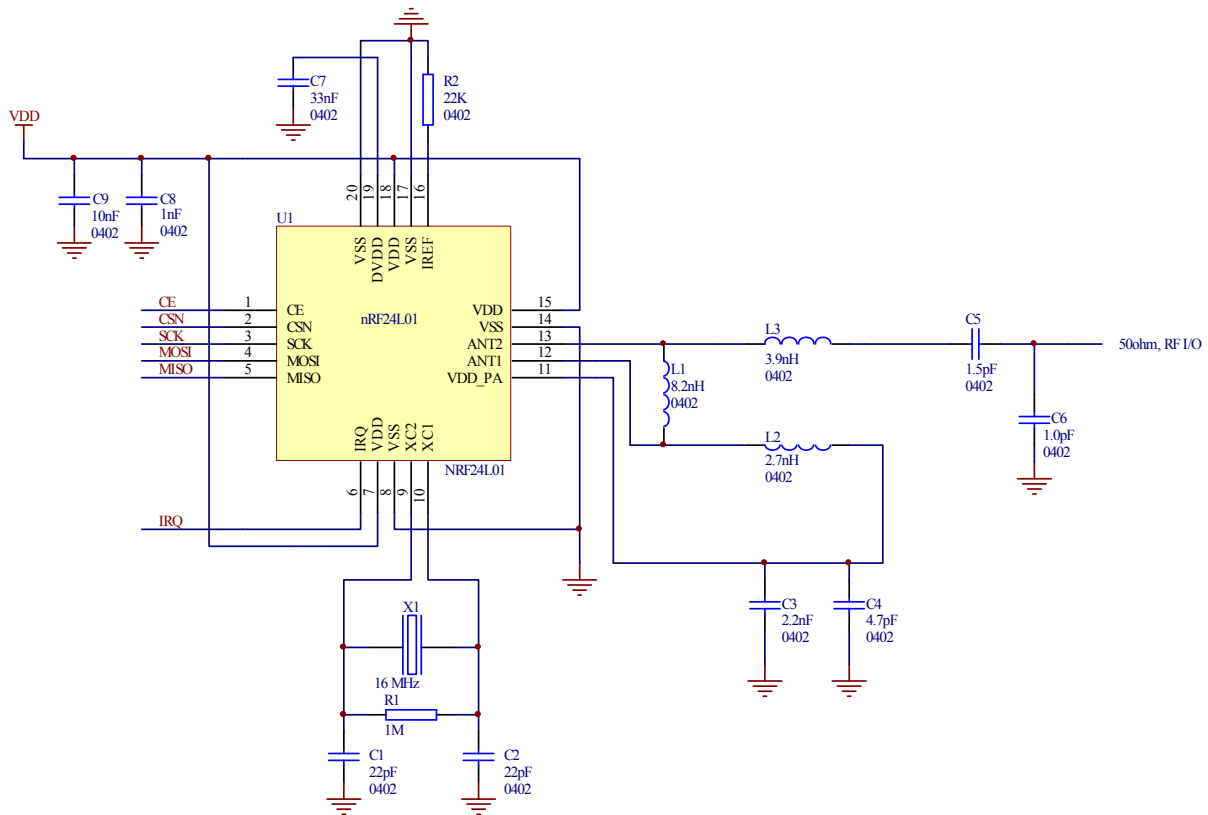 VDD
C7
33nF
0402
R2
22K
0402
C9
10nF
0402
C8
1nF
0402
20
19
18
17
16
U1
VSS
DVDD
VDD
VSS
IREF
nRF24L01
CE
1
CE
CSN
2
CSN
SCK
3
SCK
MOSI
4
MOSI
MISO
5
MISO
VDD
15
VSS
14
ANT2
13
ANT1
12
VDD_PA
11
IRQ
VDD
VSS
XC2
XC1
NRF24L01
6
7
8
9
10
IRQ
L3
3.9nH
0402
C5
1.5pF
0402
50ohm, RF I/O
L1
8.2nH
0402
C6
1.0pF
0402
L2
2.7nH
0402
C3
2.2nF
0402
C4
4.7pF
0402
X1
16 MHz
R1
1M
C1
22pF
0402
C2
22pF
0402